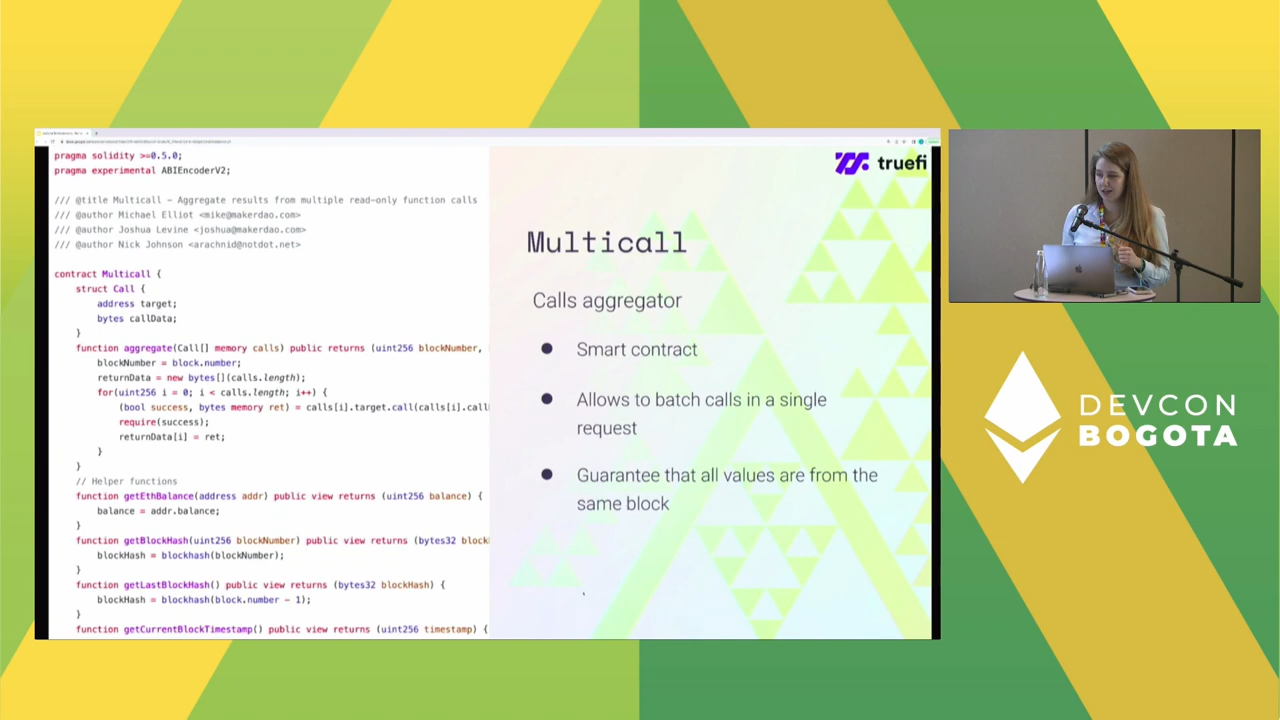 pragma solidity >=0.5.0;
pragma experimental ABIEncoderV2;
/// @title Multicall - Aggregate results from multiple read-only function calls
/// @author Michael Elliot <mike@makerdao.com>
/// @author Joshua Levine <joshua@makerdao.com>
/// @author Nick Johnson <arachnid@notdot.net>
contract Multicall {
struct Call {
address target;
bytes callData;
}
function aggregate(Call[] memory calls) public returns (uint256 blockNumber,
blockNumber = block.number;
returnData = new bytes[](calls.length);
for(uint256 i = 0; i < calls.length; i++) {
(bool success, bytes memory ret) = calls[i].target.call(calls[i].call
require(success);
returnData[i] = ret;
}
}
// Helper functions
function getEthBalance(address addr) public view returns (uint256 balance) {
balance = addr.balance;
}
function getBlockHash(uint256 blockNumber) public view returns (bytes32 block
blockHash = blockhash(blockNumber);
}
function getLastBlockHash() public view returns (bytes32 blockHash) {
blockHash = blockhash(block.number - 1);
}
function getCurrentBlockTimestamp() public view returns (uint256 timestamp) {
truefi
Multicall
Calls aggregator
● Smart contract
● Allows to batch calls in a single
request
● Guarantee that all values are from the
same block
DEVCON
BOGOTA